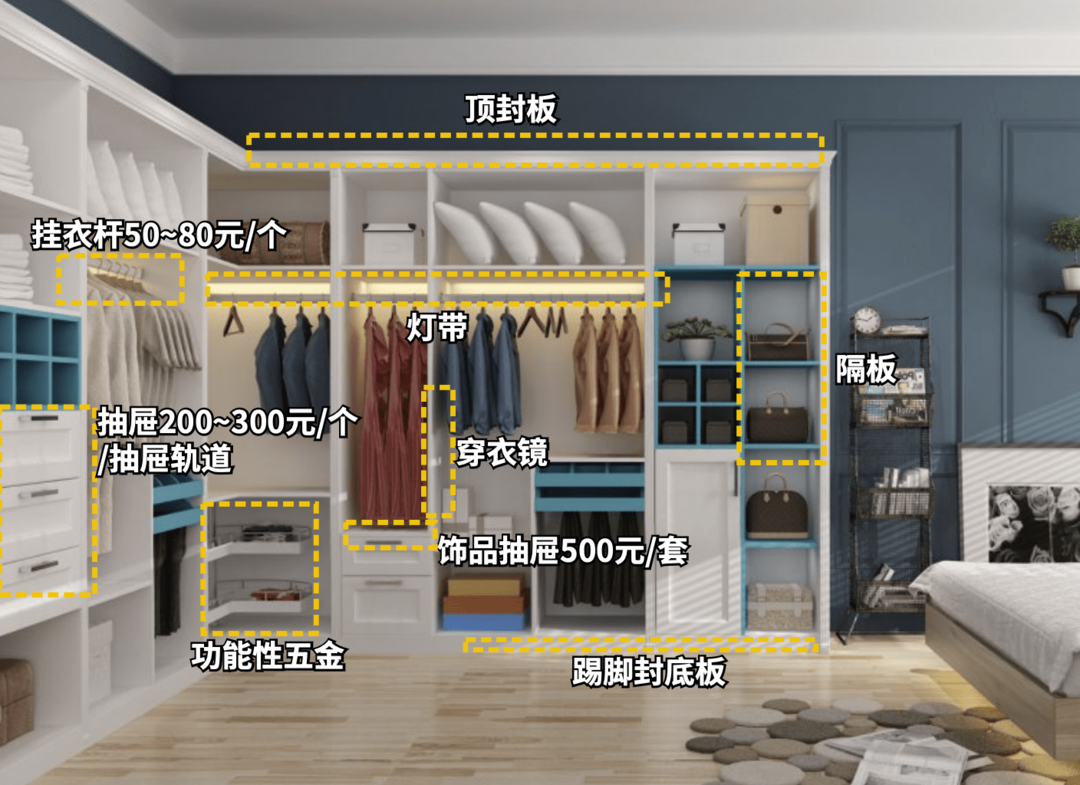 顶封板
挂衣杆50~80元/个
灯带
隔板
抽屉200~300元/个
/抽屉轨道
穿衣镜
饰品抽屉500元/套
功能性五金
踢脚封底板